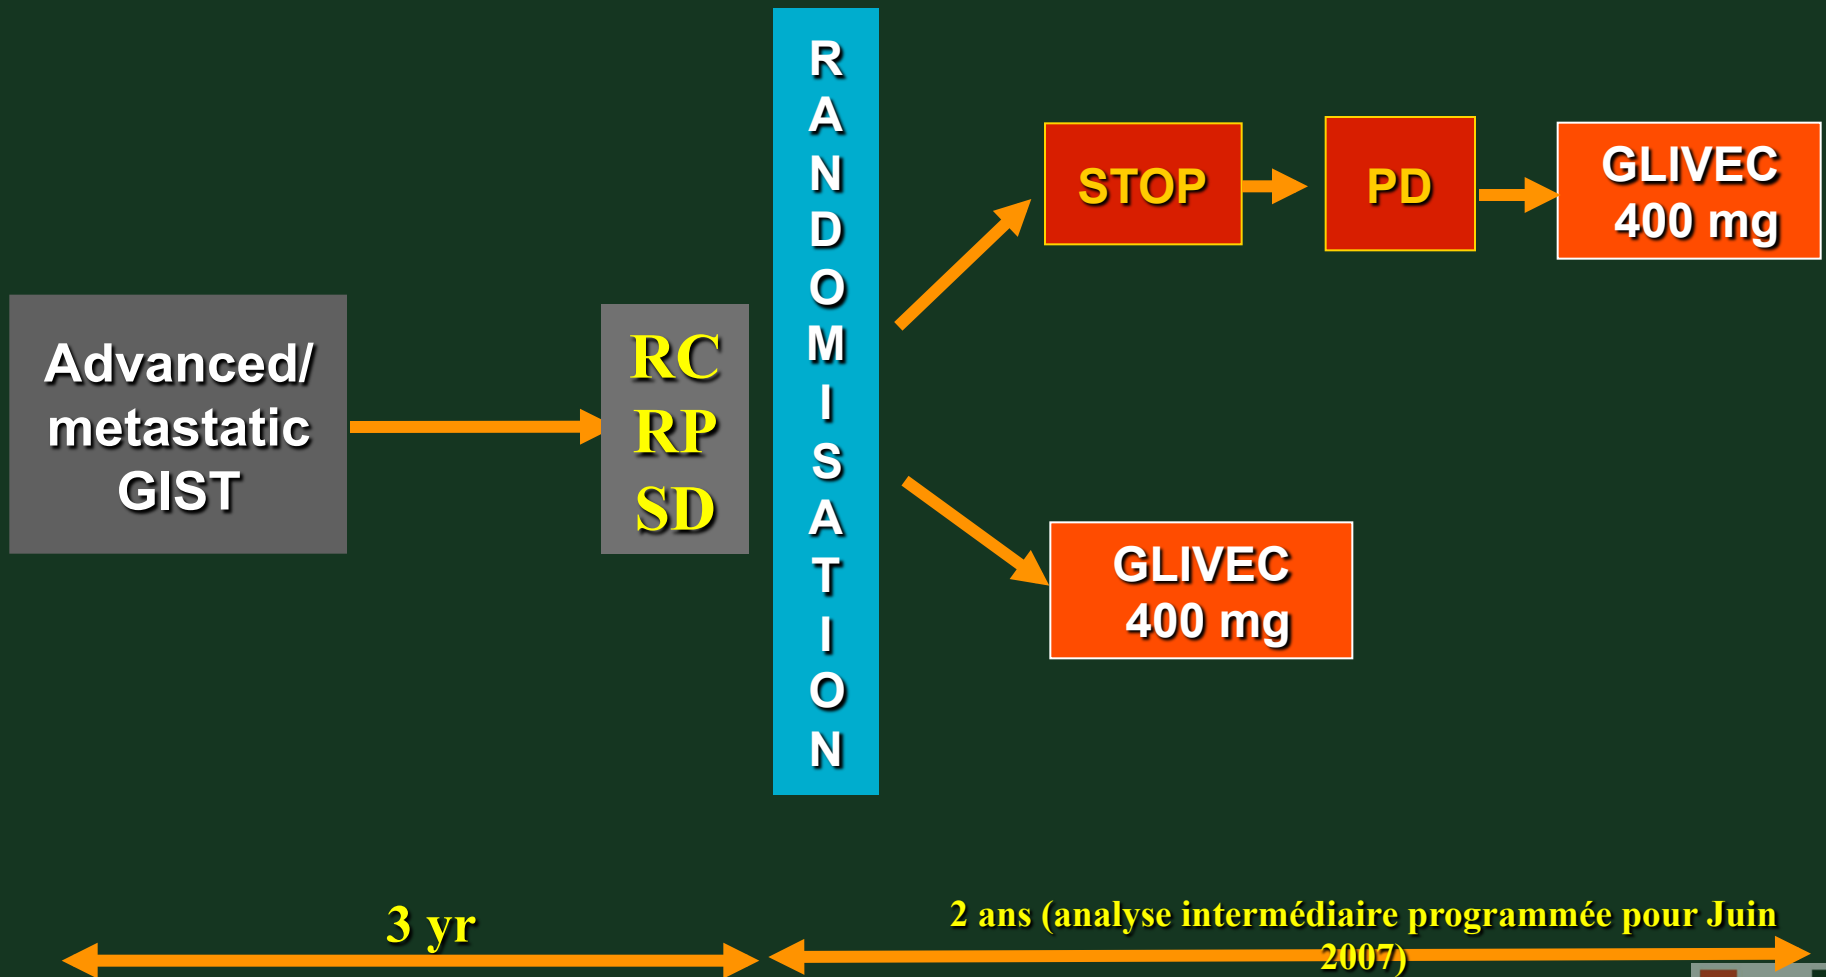 Advanced/
metastatic
GIST
RC
RP
SD
R
A
N
D
O
M
I
S
A
T
I
O
N
STOP
PD
GLIVEC
400 mg
GLIVEC
400 mg
3 yr
2 ans (analyse intermédiaire programmée pour Juin
2007)